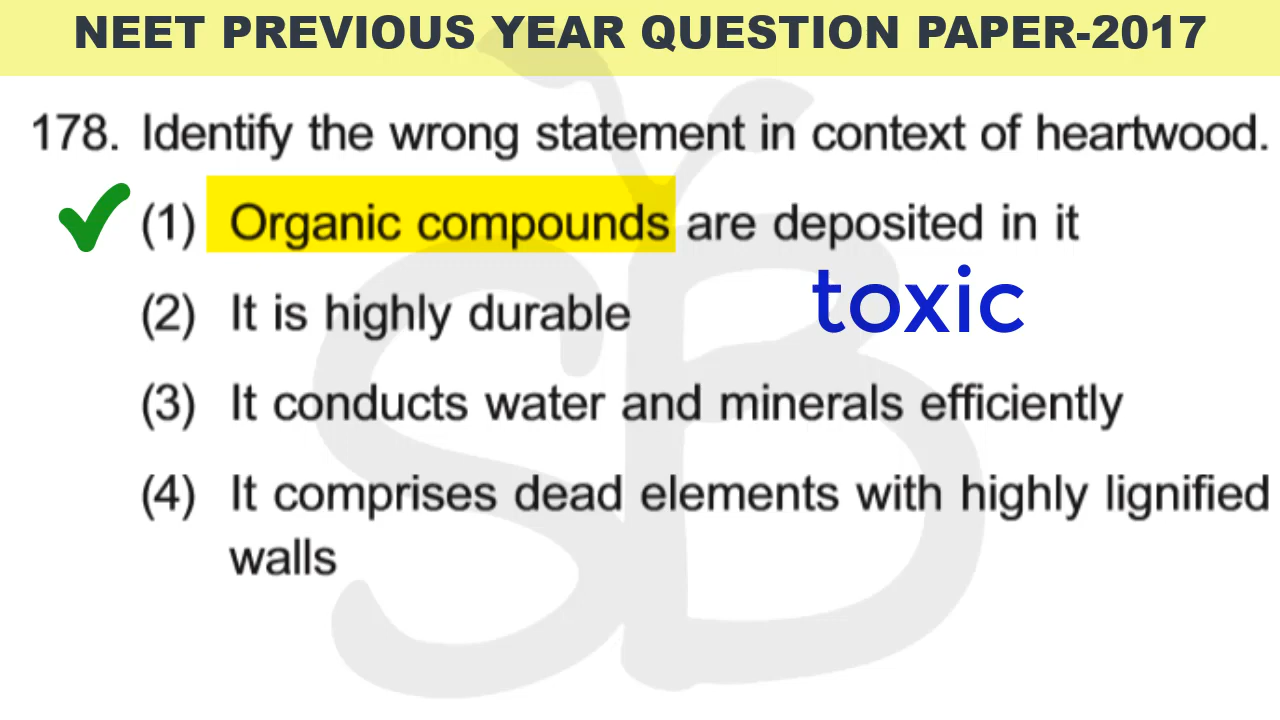 NEET PREVIOUS YEAR QUESTION PAPER-2017
178. Identify the wrong statement in context of heartwood.
(1) Organic compounds are deposited in it
toxic
(2) It is highly durable
(3) It conducts water and minerals efficiently
(4) It comprises dead elements with highly lignified
walls
SB